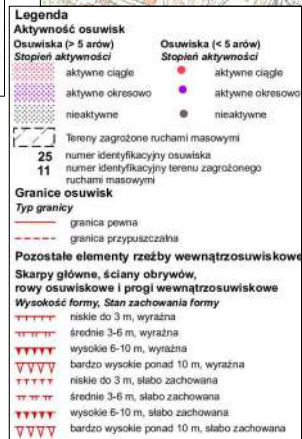 Legenda
Aktywność osuwisk
Osuwiska (> 5 arów) Osuwiska (< 5 arów)
Stopień aktywności Stopień aktywności
aktywne ciągle aktywne ciągle
aktywne okresowo aktywne okresowo
nieaktywne nieaktywne
Tereny zagrożone ruchami masowymi
25 numer identyfikacyjny osuwiska
11 numer identyfikacyjny terenu zagrożonego
ruchami masowymi
Granice osuwisk
Typ granicy
granica pewna
granica przypuszczalna
Pozostałe elementy rzeźby wewnątrzosuwiskowe
Skarpy główne, ściany obrywów,
rowy osuwiskowe i progi wewnątrzosuwiskowe
Wysokość formy, Stan zachowania formy
niskie do 3 m, wyraźna
średnie 3-6 m, wyraźna
wysokie 6-10 m, wyraźna
bardzo wysokie ponad 10 m, wyraźna
niskie do 3 m, słabo zachowana
średnie 3-6 m, słabo zachowana
wysokie 6-10 m, słabo zachowana
bardzo wysokie ponad 10 m, słabo zachowana